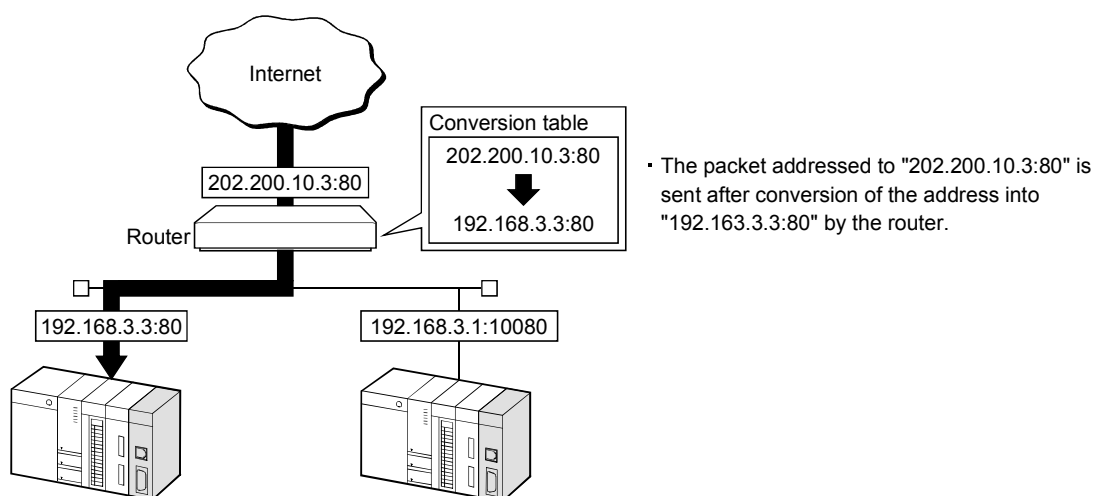 Internet
Conversion table
202.200.10.3:80
192.168.3.3:80
202.200.10.3:80
Router
· The packet addressed to "202.200.10.3:80" is
sent after conversion of the address into
"192.163.3.3:80" by the router.
192.168.3.3:80
192.168.3.1:10080